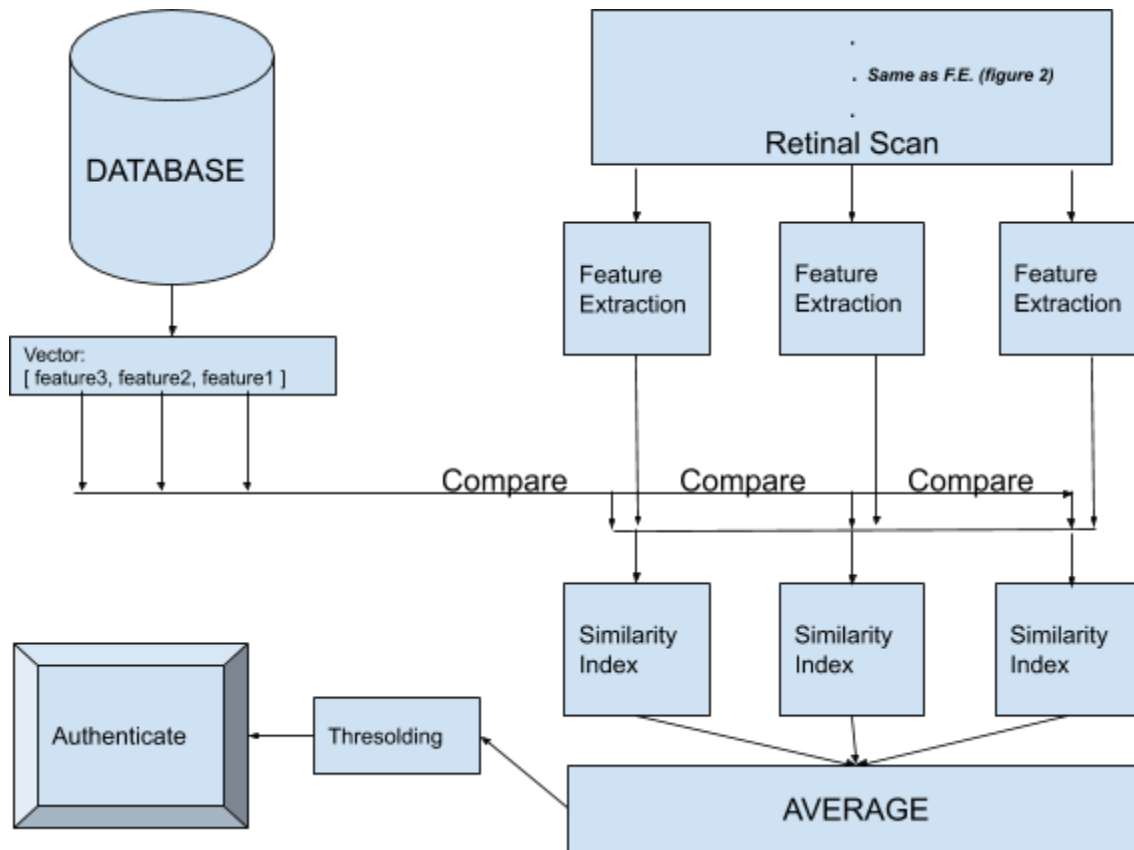 DATABASE
.
. Same as F.E. (figure 2)
.
Retinal Scan
Feature
Extraction
Feature
Extraction
Feature
Extraction
Vector:
[ feature3, feature2, feature1 ]
Compare
Compare
Compare
Similarity
Index
Similarity
Index
Similarity
Index
Authenticate
Thresolding
AVERAGE